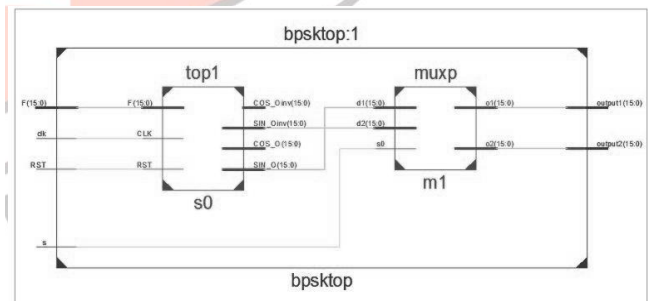 bpsktop:1
top1
muxp
F(15:0)
F(15:0)
COS_Oinv(15:0)
d1(15:0)
o1(15:0)
output1(15:0)
SIN_Oinv(15:0)
d2(15:0)
clk
CLK
COS_O(15:0)
s0
o2(15:0)
output2(15:0)
RST
RST
SIN_O(15:0)
s0
m1
s
bpsktop